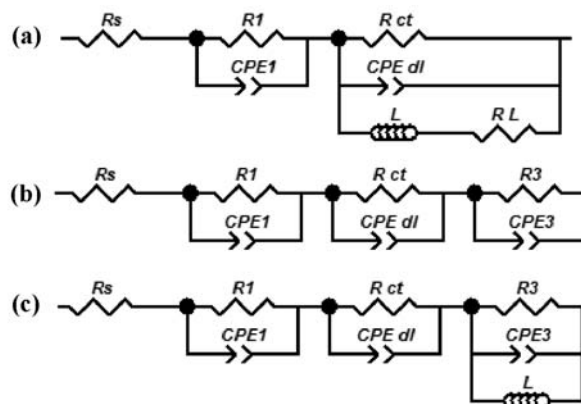 Rs R1 R ct
(a)
CPE1 CPE dl
L R L
Rs R1 R ct R3
(b)
CPE1 CPE dl CPE3
Rs R1 R ct R3
(c)
CPE1 CPE dl CPE3
L